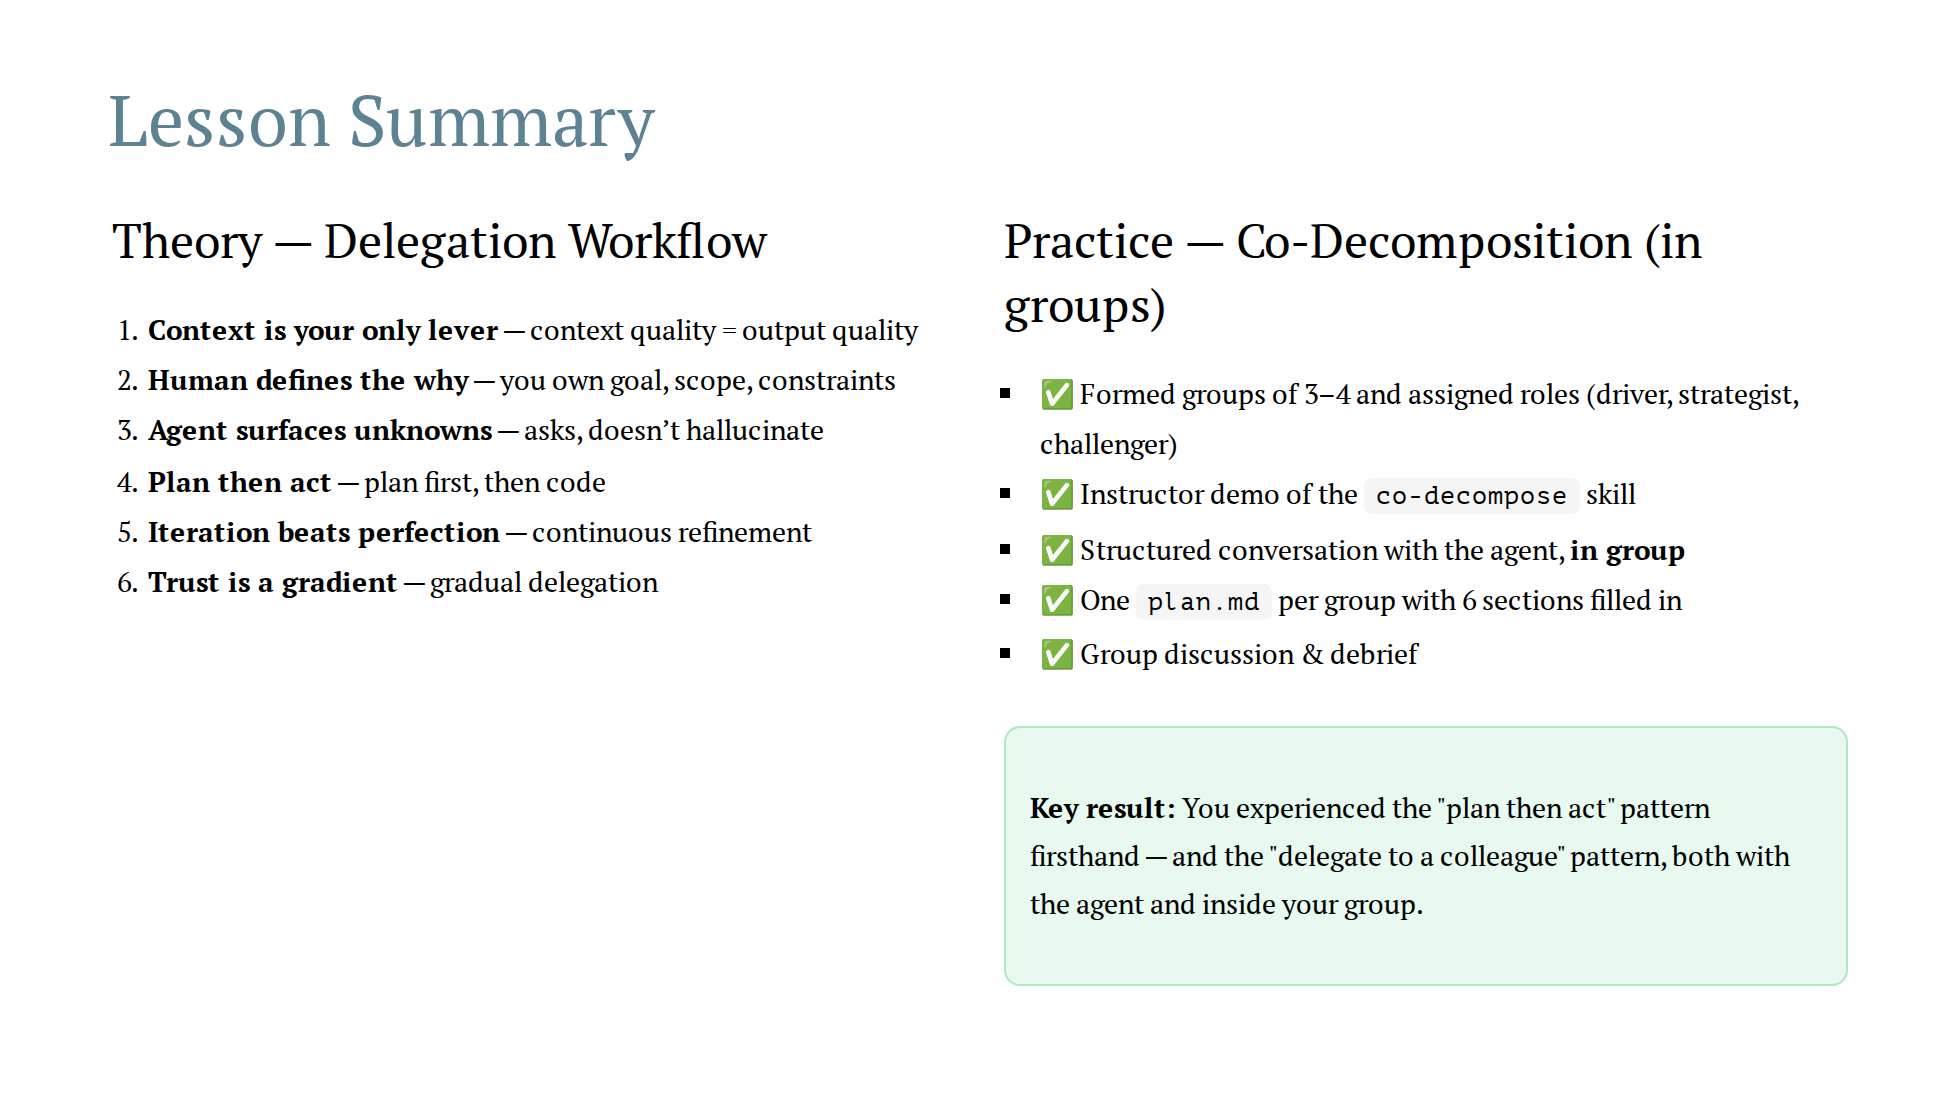 Lesson Summary
Theory — Delegation Workflow
1. Context is your only lever — context quality = output quality
2. Human defines the why — you own goal, scope, constraints
3. Agent surfaces unknowns — asks, doesn’t hallucinate
4. Plan then act — plan first, then code
5. Iteration beats perfection — continuous refinement
6. Trust is a gradient — gradual delegation
Practice — Co-Decomposition (in
groups)
▪ ✅ Formed groups of 3–4 and assigned roles (driver, strategist,
challenger)
▪ ✅ Instructor demo of the co-decompose skill
▪ ✅ Structured conversation with the agent, in group
▪ ✅ One plan.md per group with 6 sections filled in
▪ ✅ Group discussion & debrief
Key result: You experienced the "plan then act" pattern
firsthand — and the "delegate to a colleague" pattern, both with
the agent and inside your group.